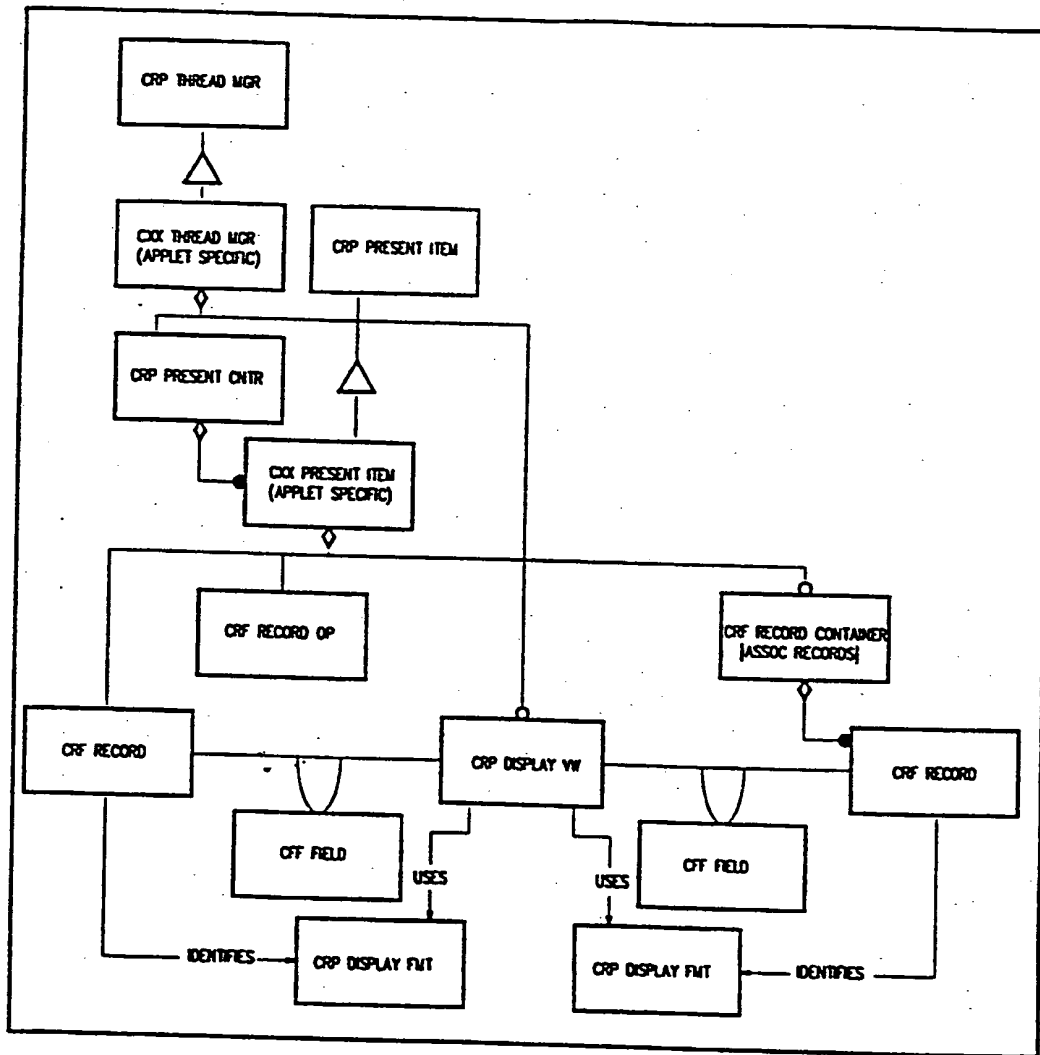 CRP THREAD MGR
CXX THREAD MGR
(APPLET SPECIFIC)
CRP PRESENT ITEM
CRP PRESENT CNTR
CXX PRESENT ITEM
(APPLET SPECIFIC)
CRF RECORD OP
CRF RECORD CONTAINER
|ASSOC RECORDS|
CRF RECORD
CRP DISPLAY VW
CRF RECORD
CFF FIELD
CFF FIELD
USES
USES
IDENTIFIES
CRP DISPLAY FMT
CRP DISPLAY FMT
IDENTIFIES